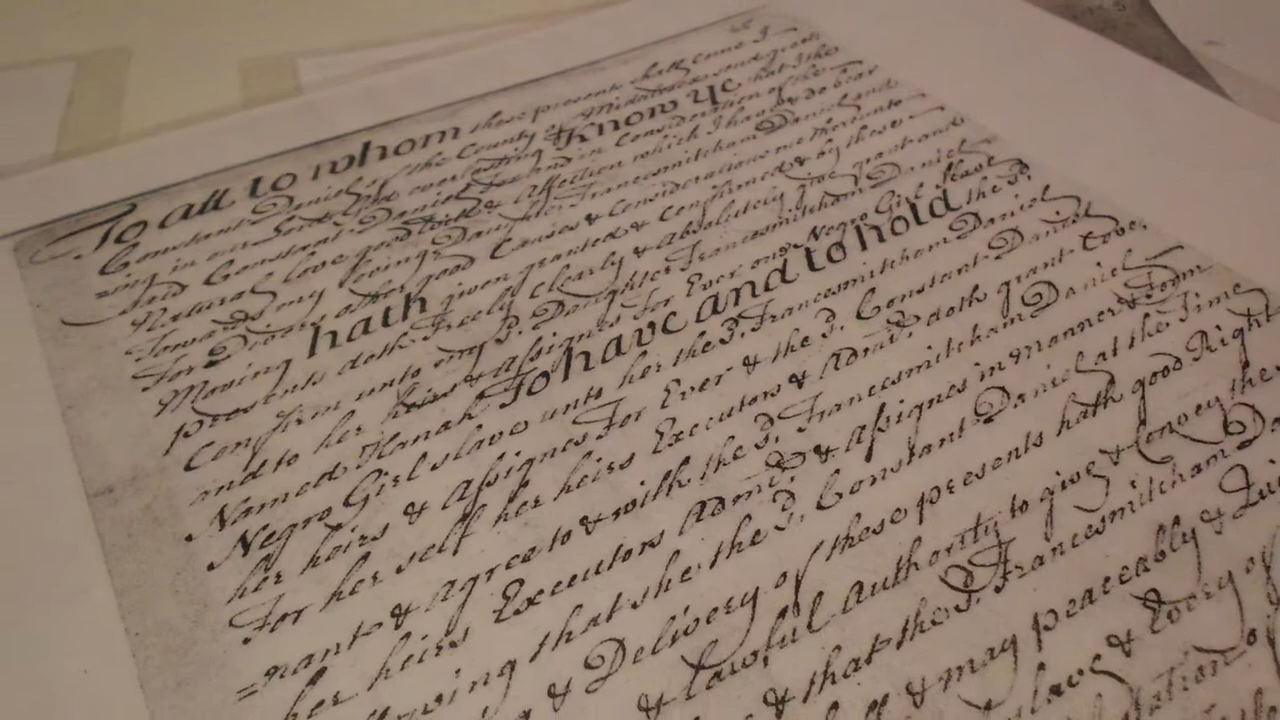 To all to whom these presents shall come I
Constant Daniel of the County of Middlesex send greet=
=ing in our Lord God everlasting Know ye that I the
said Constant Daniel for and in Consideration of the
Natural love good will & affection which I have & do bear
Towards my loving Daughter Francesmitcham Daniel and
For Divers other good Causes & Considerations me thereunto
Moving hath given granted & Confirmed & by these
presents doth Freely Clearly & absolutely give grant and
Confirm unto my Sd. Daughter Francesmitcham Daniel
and to her heirs & assignes For Ever one Negro Girl slave
Named Hanah To have and to hold the Sd.
Negro Girl slave unto her the Sd. Francesmitcham Daniel
her heirs & assignes For Ever & the Sd. Constant Daniel
For her self her heirs Executors & Admrs. doth grant Cove=
=nant & agree to & with the Sd. Francesmitcham Daniel
her heirs Executors Admrs. & assignes in Manner & Form
Following that she the Sd. Constant Daniel at the Time
& Delivery of these presents hath good Right
& lawful authority to give & Convey the
& that the Sd. Francesmitcham Da
& may peaceably & Qui
slave & Every
of